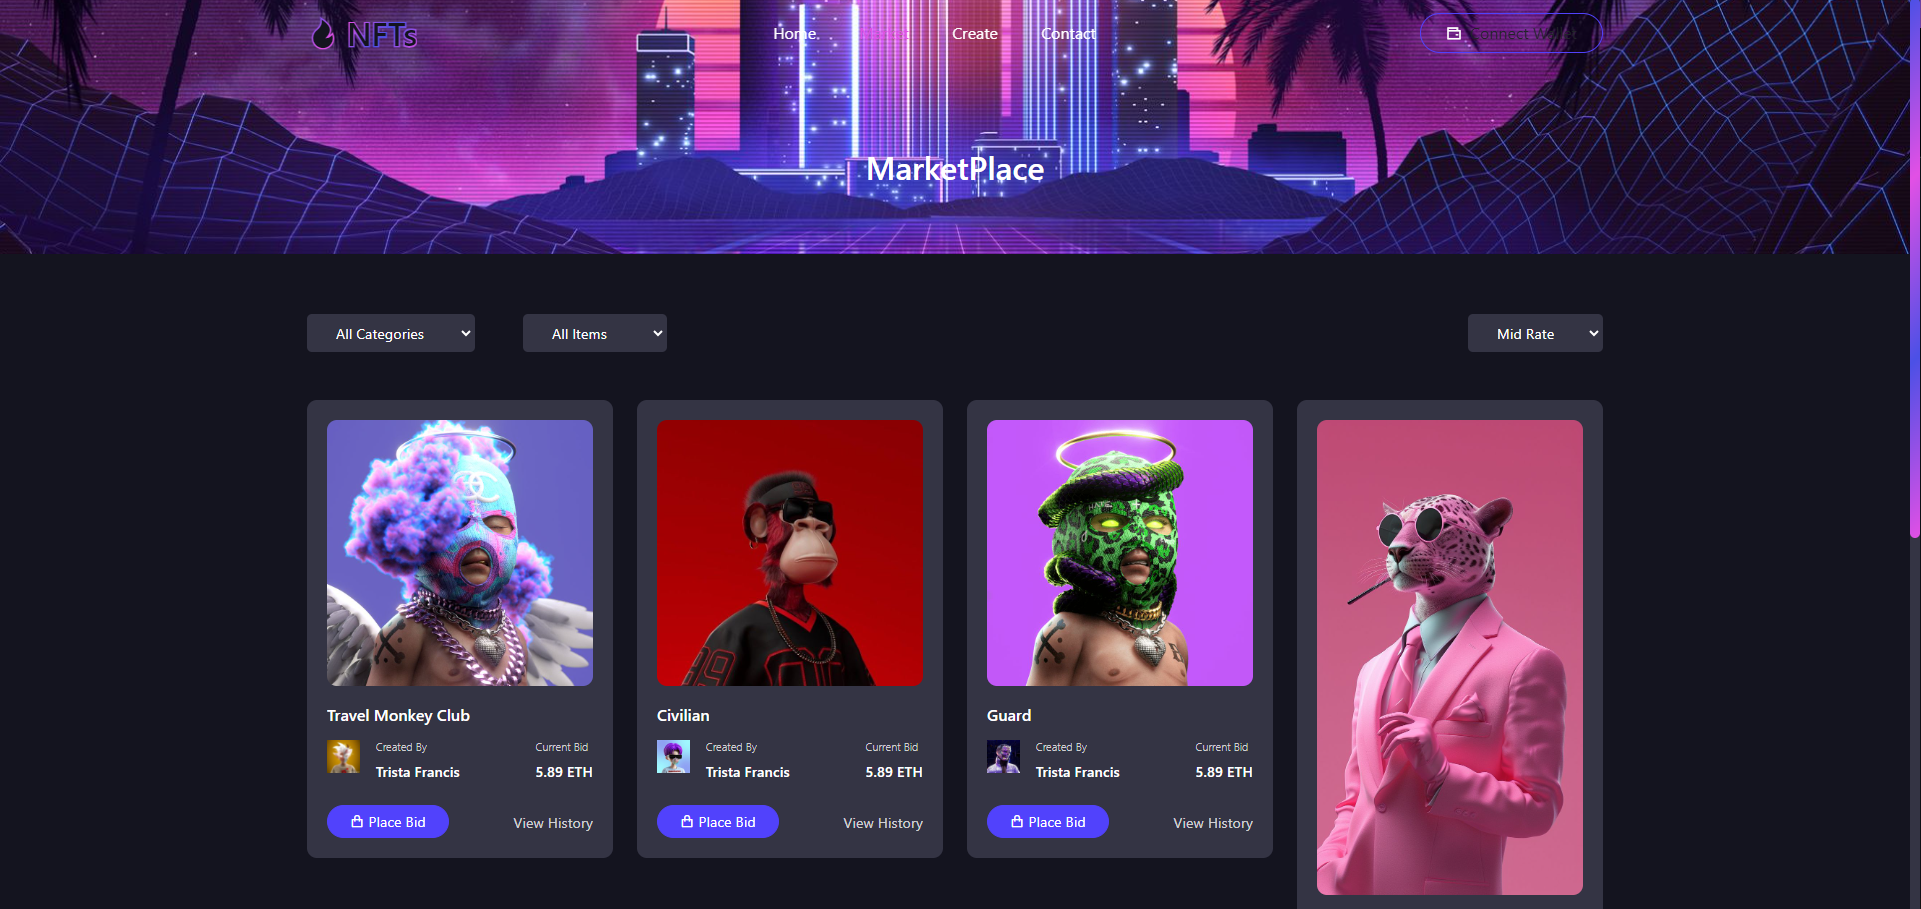 NFTs
Home
Create
Contact
Connect Wallet
MarketPlace
All Categories
All Items
Mid Rate
Travel Monkey Club
Created By
Trista Francis
Current Bid
5.89 ETH
Place Bid
View History
Civilian
Created By
Trista Francis
Current Bid
5.89 ETH
Place Bid
View History
Guard
Created By
Trista Francis
Current Bid
5.89 ETH
Place Bid
View History